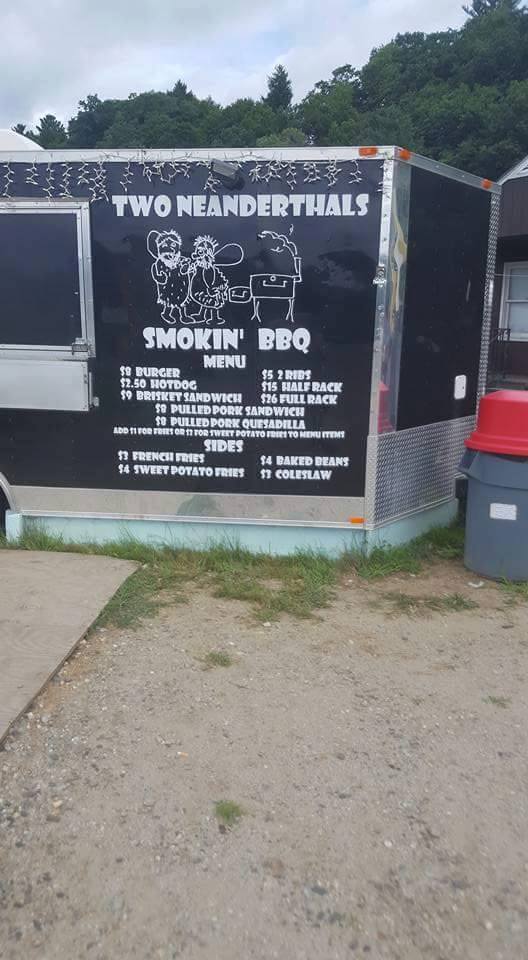 TWO NEANDERTHALS
SMOKIN' BBQ
MENU
$8 BURGER
$2.50 HOTDOG
$9 BRISKET SANDWICH
$5 2 RIBS
$15 HALF RACK
$26 FULL RACK
$8 PULLED PORK SANDWICH
$8 PULLED PORK QUESADILLA
ADD $1 FOR FRIES OR $2 FOR SWEET POTATO FRIES TO MENU ITEMS
SIDES
$3 FRENCH FRIES
$4 SWEET POTATO FRIES
$4 BAKED BEANS
$3 COLESLAW